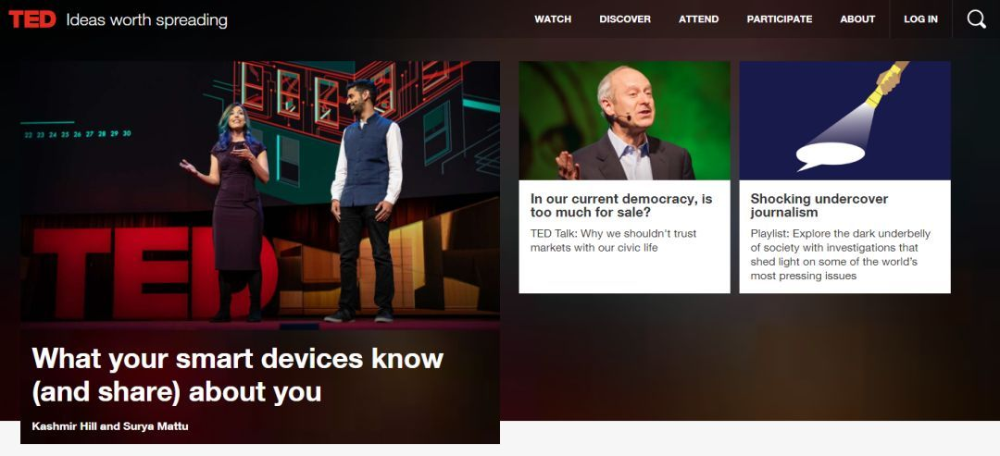 TED Ideas worth spreading
WATCH DISCOVER ATTEND PARTICIPATE ABOUT LOG IN
22 23 24 25 26 27 28 29 30
TED
What your smart devices know
(and share) about you
Kashmir Hill and Surya Mattu
In our current democracy, is
too much for sale?
TED Talk: Why we shouldn't trust
markets with our civic life
Shocking undercover
journalism
Playlist: Explore the dark underbelly
of society with investigations that
shed light on some of the world's
most pressing issues